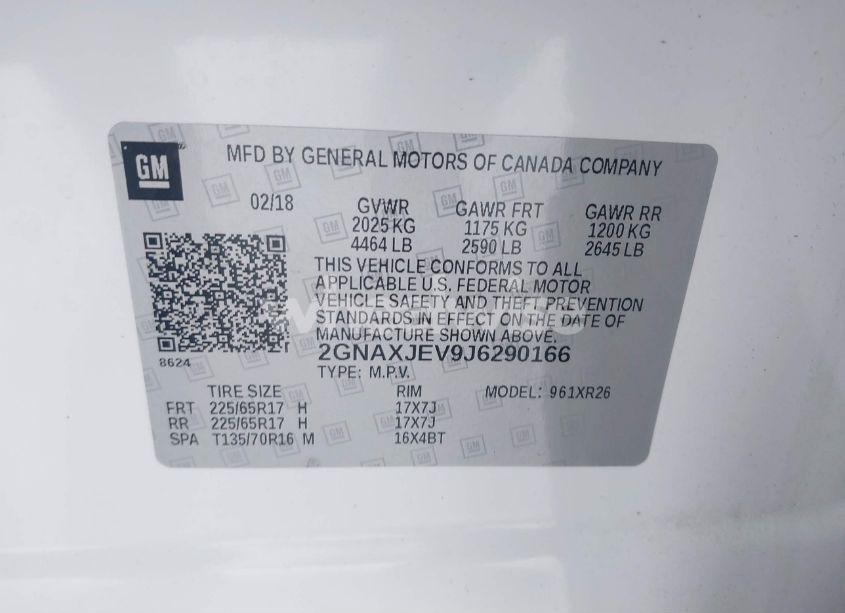 GM
MFD BY GENERAL MOTORS OF CANADA COMPANY
02/18 GVWR GAWR FRT GAWR RR
2025 KG 1175 KG 1200 KG
4464 LB 2590 LB 2645 LB
THIS VEHICLE CONFORMS TO ALL
APPLICABLE U.S. FEDERAL MOTOR
VEHICLE SAFETY AND THEFT PREVENTION
STANDARDS IN EFFECT ON THE DATE OF
MANUFACTURE SHOWN ABOVE.
8624 2GNAXJEV9J6290166
TYPE: M.P.V.
TIRE SIZE RIM MODEL: 961XR26
FRT 225/65R17 H 17X7J
RR 225/65R17 H 17X7J
SPA T135/70R16 M 16X4BT